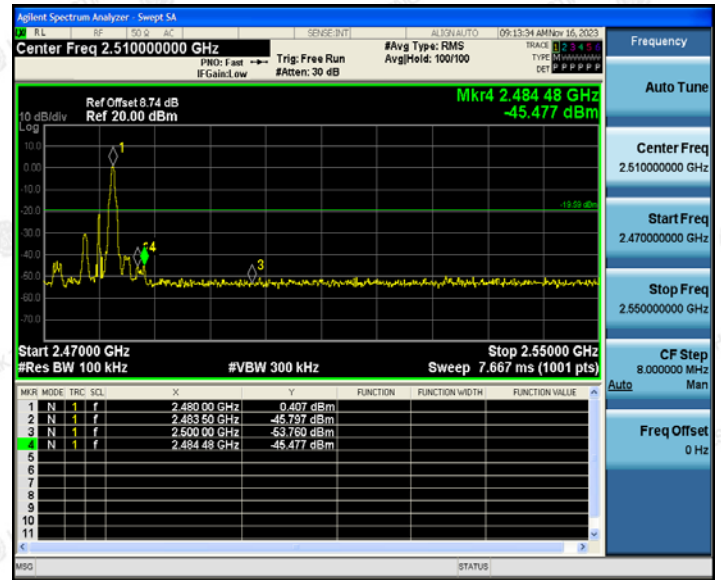 Agilent Spectrum Analyzer - Swept SA
RL RF 50 Ω AC SENSE:INT ALIGN AUTO 09:13:34 AM Nov 16, 2023
Center Freq 2.510000000 GHz #Avg Type: RMS TRACE 1 2 3 4 5 6
PNO: Fast Trig: Free Run Avg|Hold: 100/100 TYPE M
IFGain:Low #Atten: 30 dB DET P P P P P P
Ref Offset 8.74 dB Mkr4 2.484 48 GHz
10 dB/div Ref 20.00 dBm -45.477 dBm
Log
10.0
0.00
-10.0
-20.0
-30.0
-40.0
-50.0
-60.0
-70.0
1
-19.59 dBm
4
3
Start 2.47000 GHz Stop 2.55000 GHz
#Res BW 100 kHz #VBW 300 kHz Sweep 7.667 ms (1001 pts)
MKR MODE TRC SCL X Y FUNCTION FUNCTION WIDTH FUNCTION VALUE
1 N 1 f 2.480 00 GHz 0.407 dBm
2 N 1 f 2.483 50 GHz -45.797 dBm
3 N 1 f 2.500 00 GHz -53.760 dBm
4 N 1 f 2.484 48 GHz -45.477 dBm
5
6
7
8
9
10
11
MSG STATUS
Frequency
Auto Tune
Center Freq
2.510000000 GHz
Start Freq
2.470000000 GHz
Stop Freq
2.550000000 GHz
CF Step
8.000000 MHz
Auto Man
Freq Offset
0 Hz